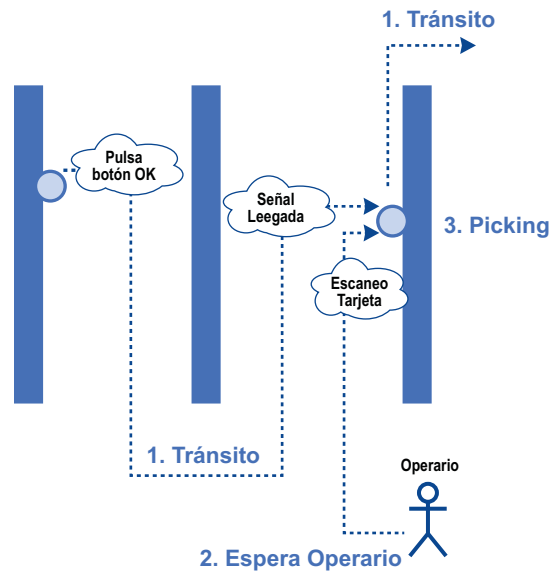 1. Tránsito
Pulsa
botón OK
Señal
Leegada
3. Picking
Escaneo
Tarjeta
1. Tránsito
Operario
2. Espera Operario